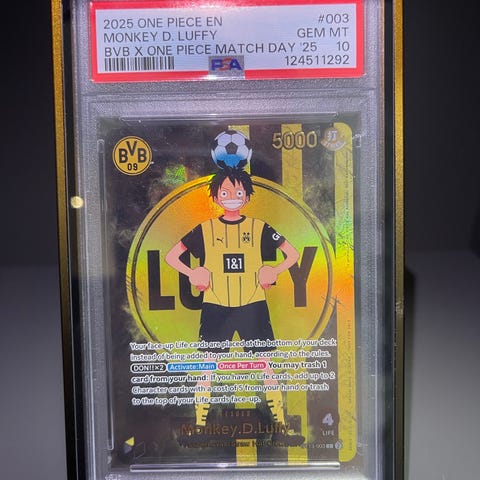 2025 ONE PIECE EN #003
MONKEY D. LUFFY GEM MT
BVB X ONE PIECE MATCH DAY '25 10
PSA 124511292
BVB 09
5000 打
LUFFY
1&1
Your face-up Life cards are placed at the bottom of your deck
instead of being added to your hand, according to the rules.
DON!!×2 Activate:Main Once Per Turn You may trash 1
card from your hand: If you have 0 Life cards, add up to 2
Character cards with a cost of 5 from your hand or trash
to the top of your Life cards face-up.
LEADER
Monkey.D.Luffy
4
LIFE